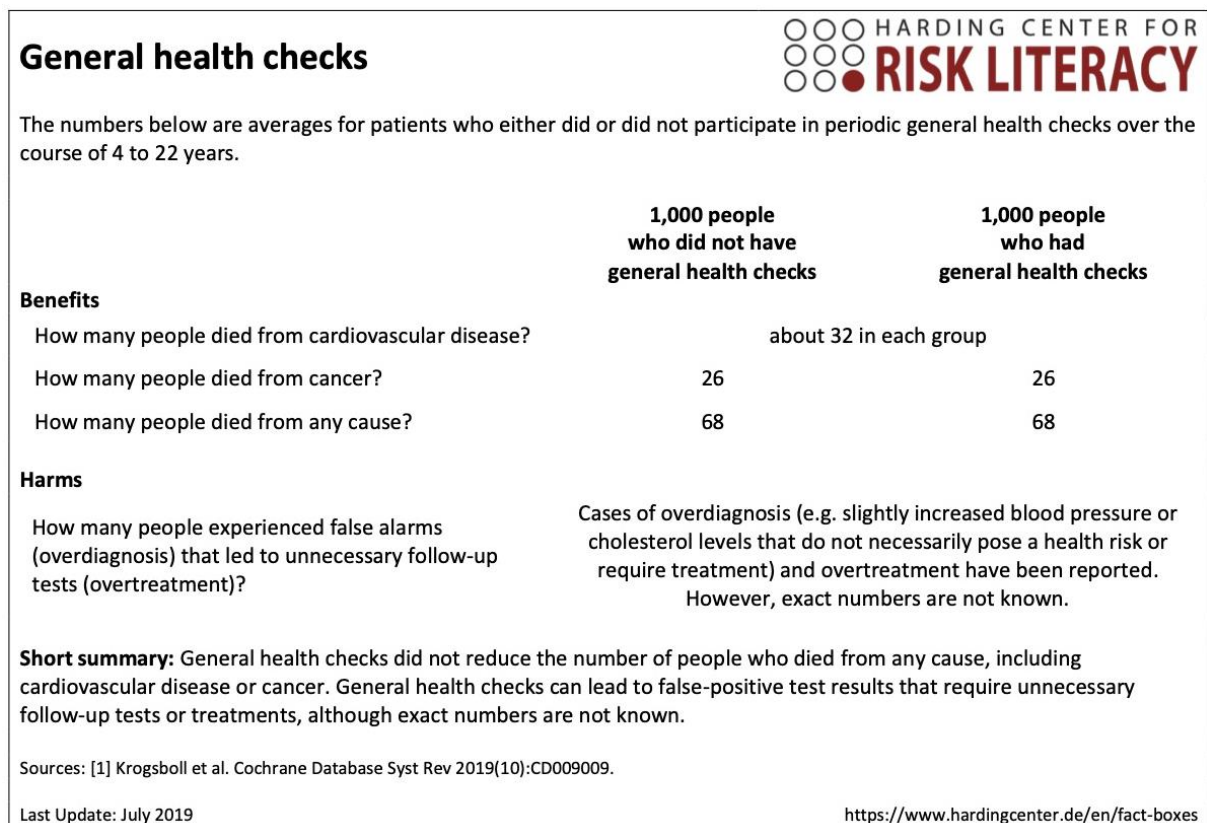 General health checks
HARDING CENTER FOR
RISK LITERACY
The numbers below are averages for patients who either did or did not participate in periodic general health checks over the
course of 4 to 22 years.
1,000 people
who did not have
general health checks
1,000 people
who had
general health checks
Benefits
How many people died from cardiovascular disease? about 32 in each group
How many people died from cancer? 26 26
How many people died from any cause? 68 68
Harms
How many people experienced false alarms
(overdiagnosis) that led to unnecessary follow-up
tests (overtreatment)?
Cases of overdiagnosis (e.g. slightly increased blood pressure or
cholesterol levels that do not necessarily pose a health risk or
require treatment) and overtreatment have been reported.
However, exact numbers are not known.
Short summary: General health checks did not reduce the number of people who died from any cause, including
cardiovascular disease or cancer. General health checks can lead to false-positive test results that require unnecessary
follow-up tests or treatments, although exact numbers are not known.
Sources: [1] Krogsboll et al. Cochrane Database Syst Rev 2019(10):CD009009.
Last Update: July 2019 https://www.hardingcenter.de/en/fact-boxes